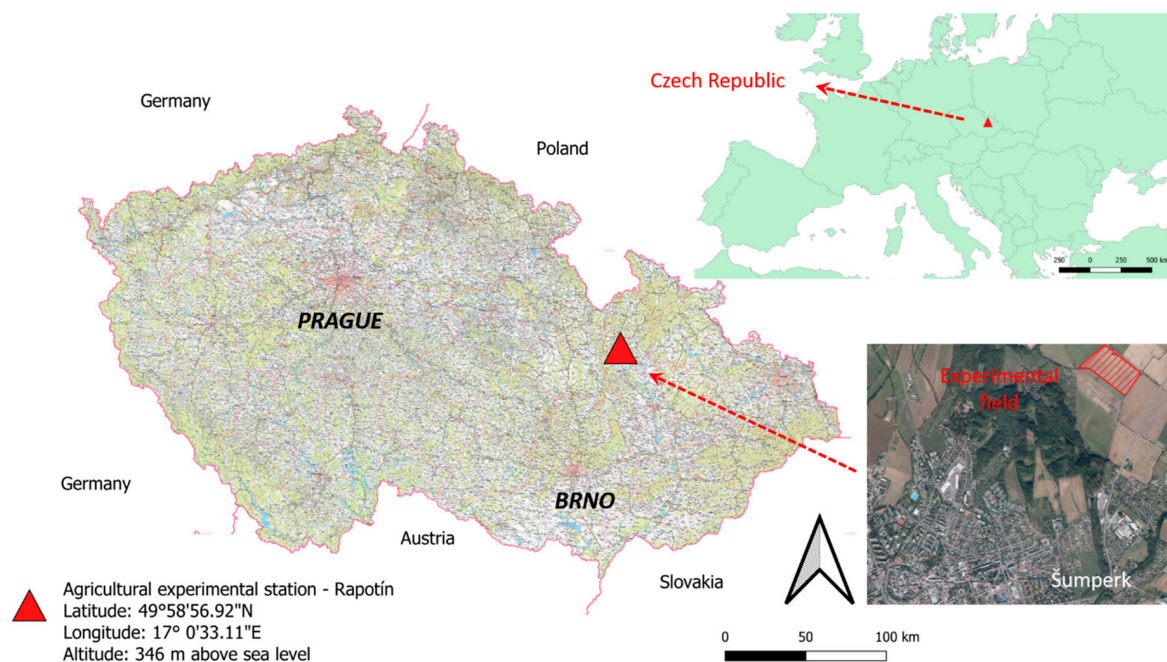 Germany
Poland
Czech Republic
250 0 250 500 km
PRAGUE
Experimental
field
Germany
BRNO
Austria
Slovakia
Šumperk
Agricultural experimental station - Rapotín
Latitude: 49°58'56.92"N
Longitude: 17° 0'33.11"E
Altitude: 346 m above sea level
0 50 100 km